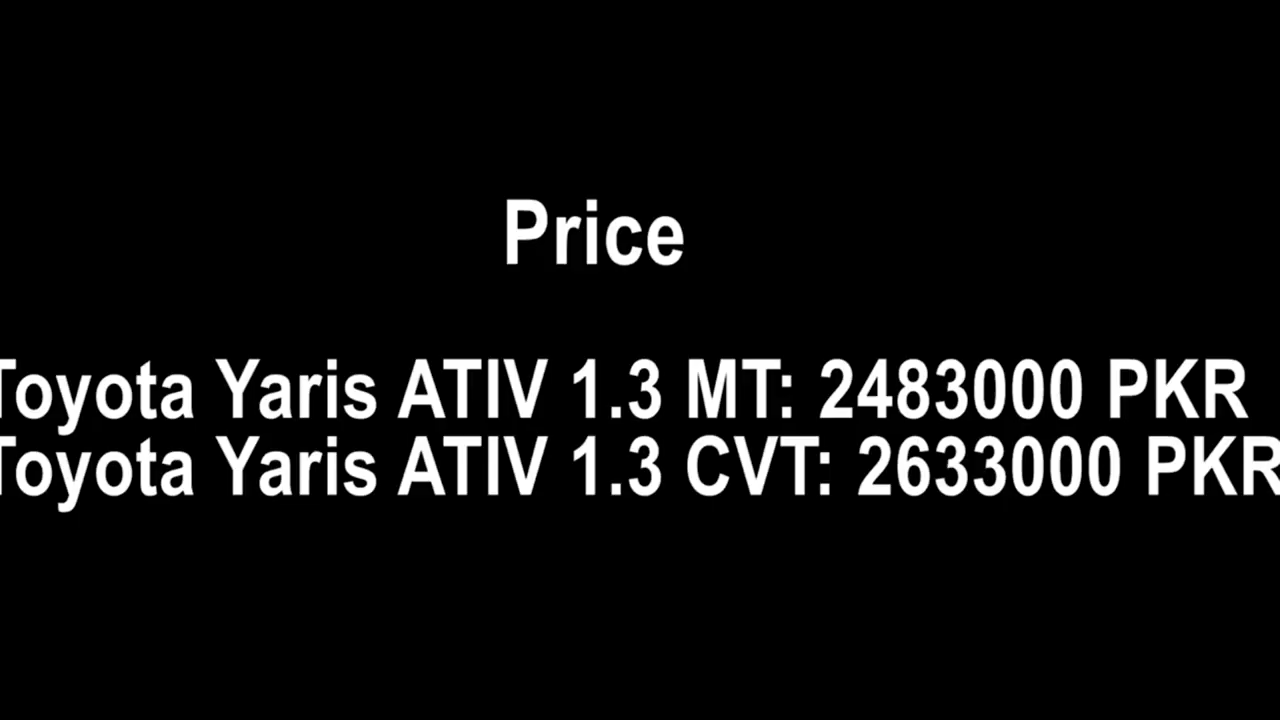 Price
Toyota Yaris ATIV 1.3 MT: 2483000 PKR
Toyota Yaris ATIV 1.3 CVT: 2633000 PKR